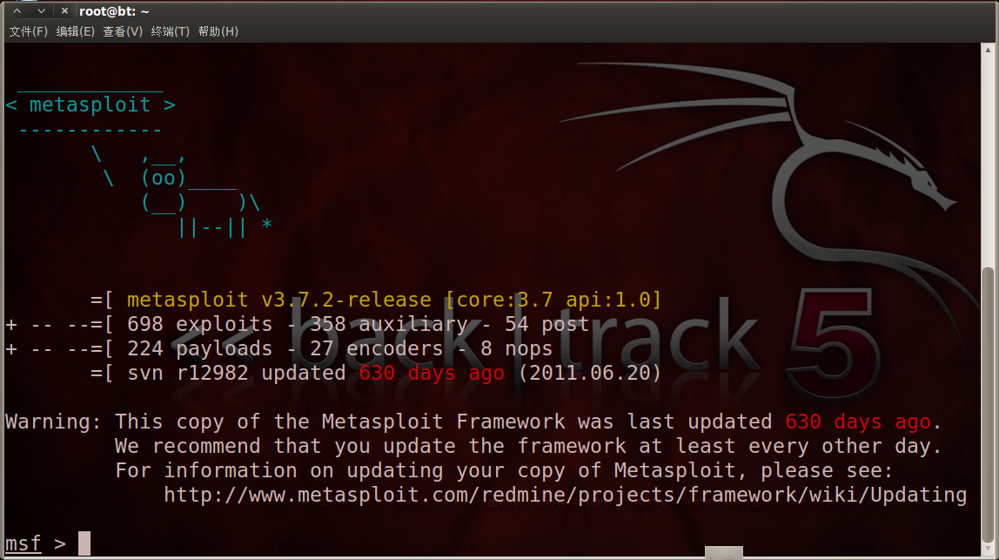 root@bt: ~
文件(F) 编辑(E) 查看(V) 终端(T) 帮助(H)
 ____________
< metasploit >
 ------------
       \   ,__,
        \  (oo)____
           (__)    )\
              ||--|| *
       =[ metasploit v3.7.2-release [core:3.7 api:1.0]
+ -- --=[ 698 exploits - 358 auxiliary - 54 post
+ -- --=[ 224 payloads - 27 encoders - 8 nops
       =[ svn r12982 updated 630 days ago (2011.06.20)
<< back | track 5
Warning: This copy of the Metasploit Framework was last updated 630 days ago.
         We recommend that you update the framework at least every other day.
         For information on updating your copy of Metasploit, please see:
             http://www.metasploit.com/redmine/projects/framework/wiki/Updating
msf >